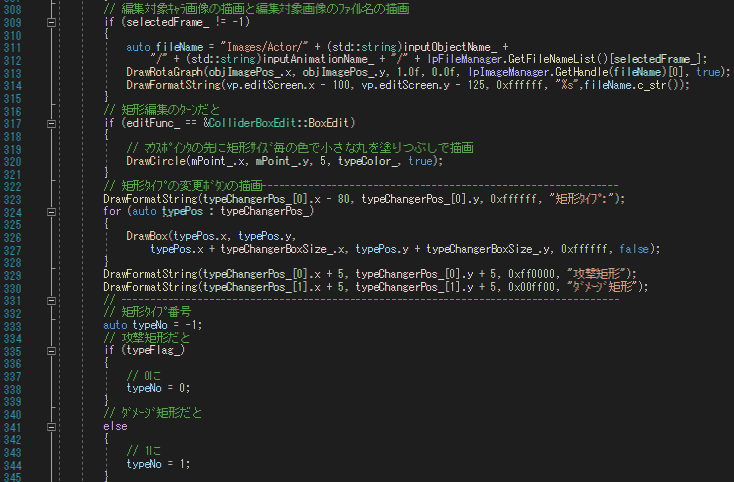 308 // 編集対象ｷｬﾗ画像の描画と編集対象画像のﾌｧｲﾙ名の描画
309 if (selectedFrame_ != -1)
310 {
311 auto fileName = "Images/Actor/" + (std::string)inputObjectName_ +
312 "/" + (std::string)inputAnimationName_ + "/" + lpFileManager.GetFileNameList()[selectedFrame_];
313 DrawRotaGraph(objImagePos_.x, objImagePos_.y, 1.0f, 0.0f, lpImageManager.GetHandle(fileName)[0], true);
314 DrawFormatString(vp.editScreen.x - 100, vp.editScreen.y - 125, 0xffffff, "%s",fileName.c_str());
315 }
316 // 矩形編集のﾀｰﾝだと
317 if (editFunc_ == &ColliderBoxEdit::BoxEdit)
318 {
319 // ﾏｳｽﾎﾟｲﾝﾀの先に矩形ｻｲｽﾞ毎の色で小さな丸を塗りつぶしで描画
320 DrawCircle(mPoint_.x, mPoint_.y, 5, typeColor_, true);
321 }
322 // 矩形ﾀｲﾌﾟの変更ﾎﾞﾀﾝの描画---------------------------------------------------------
323 DrawFormatString(typeChangerPos_[0].x - 80, typeChangerPos_[0].y, 0xffffff, "矩形ﾀｲﾌﾟ:");
324 for (auto typePos : typeChangerPos_)
325 {
326 DrawBox(typePos.x, typePos.y,
327 typePos.x + typeChangerBoxSize_.x, typePos.y + typeChangerBoxSize_.y, 0xffffff, false);
328 }
329 DrawFormatString(typeChangerPos_[0].x + 5, typeChangerPos_[0].y + 5, 0xff0000, "攻撃矩形");
330 DrawFormatString(typeChangerPos_[1].x + 5, typeChangerPos_[1].y + 5, 0x00ff00, "ﾀﾞﾒｰｼﾞ矩形");
331 // --------------------------------------------------------------------------------
332 // 矩形ﾀｲﾌﾟ番号
333 auto typeNo = -1;
334 // 攻撃矩形だと
335 if (typeFlag_)
336 {
337 // 0に
338 typeNo = 0;
339 }
340 // ﾀﾞﾒｰｼﾞ矩形だと
341 else
342 {
343 // 1に
344 typeNo = 1;
345 }